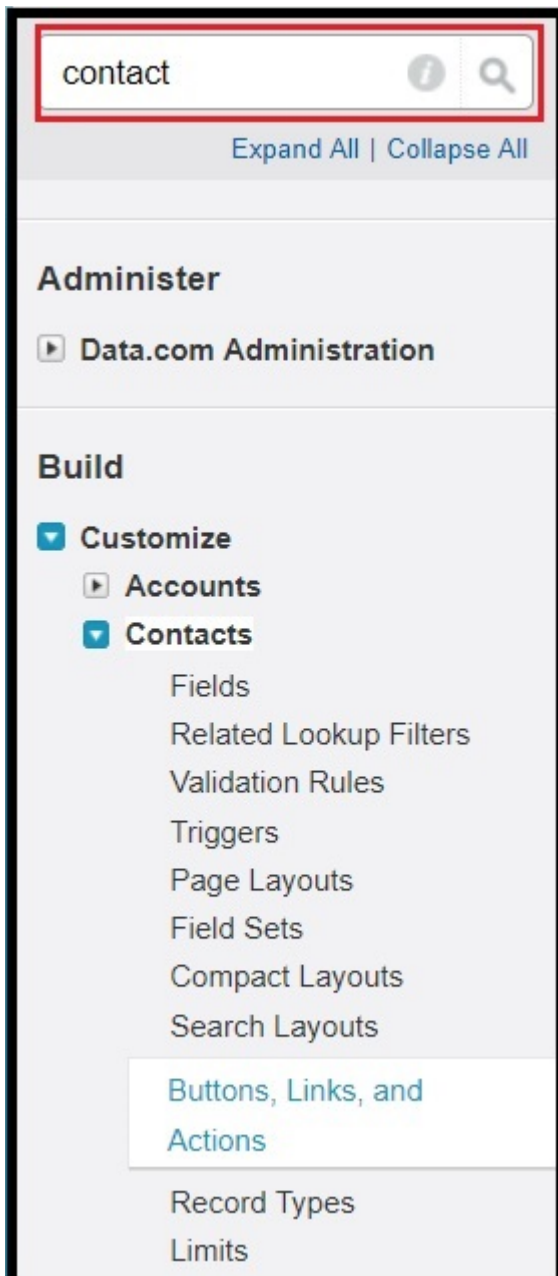 contact
Expand All | Collapse All
Administer
Data.com Administration
Build
Customize
Accounts
Contacts
Fields
Related Lookup Filters
Validation Rules
Triggers
Page Layouts
Field Sets
Compact Layouts
Search Layouts
Buttons, Links, and
Actions
Record Types
Limits